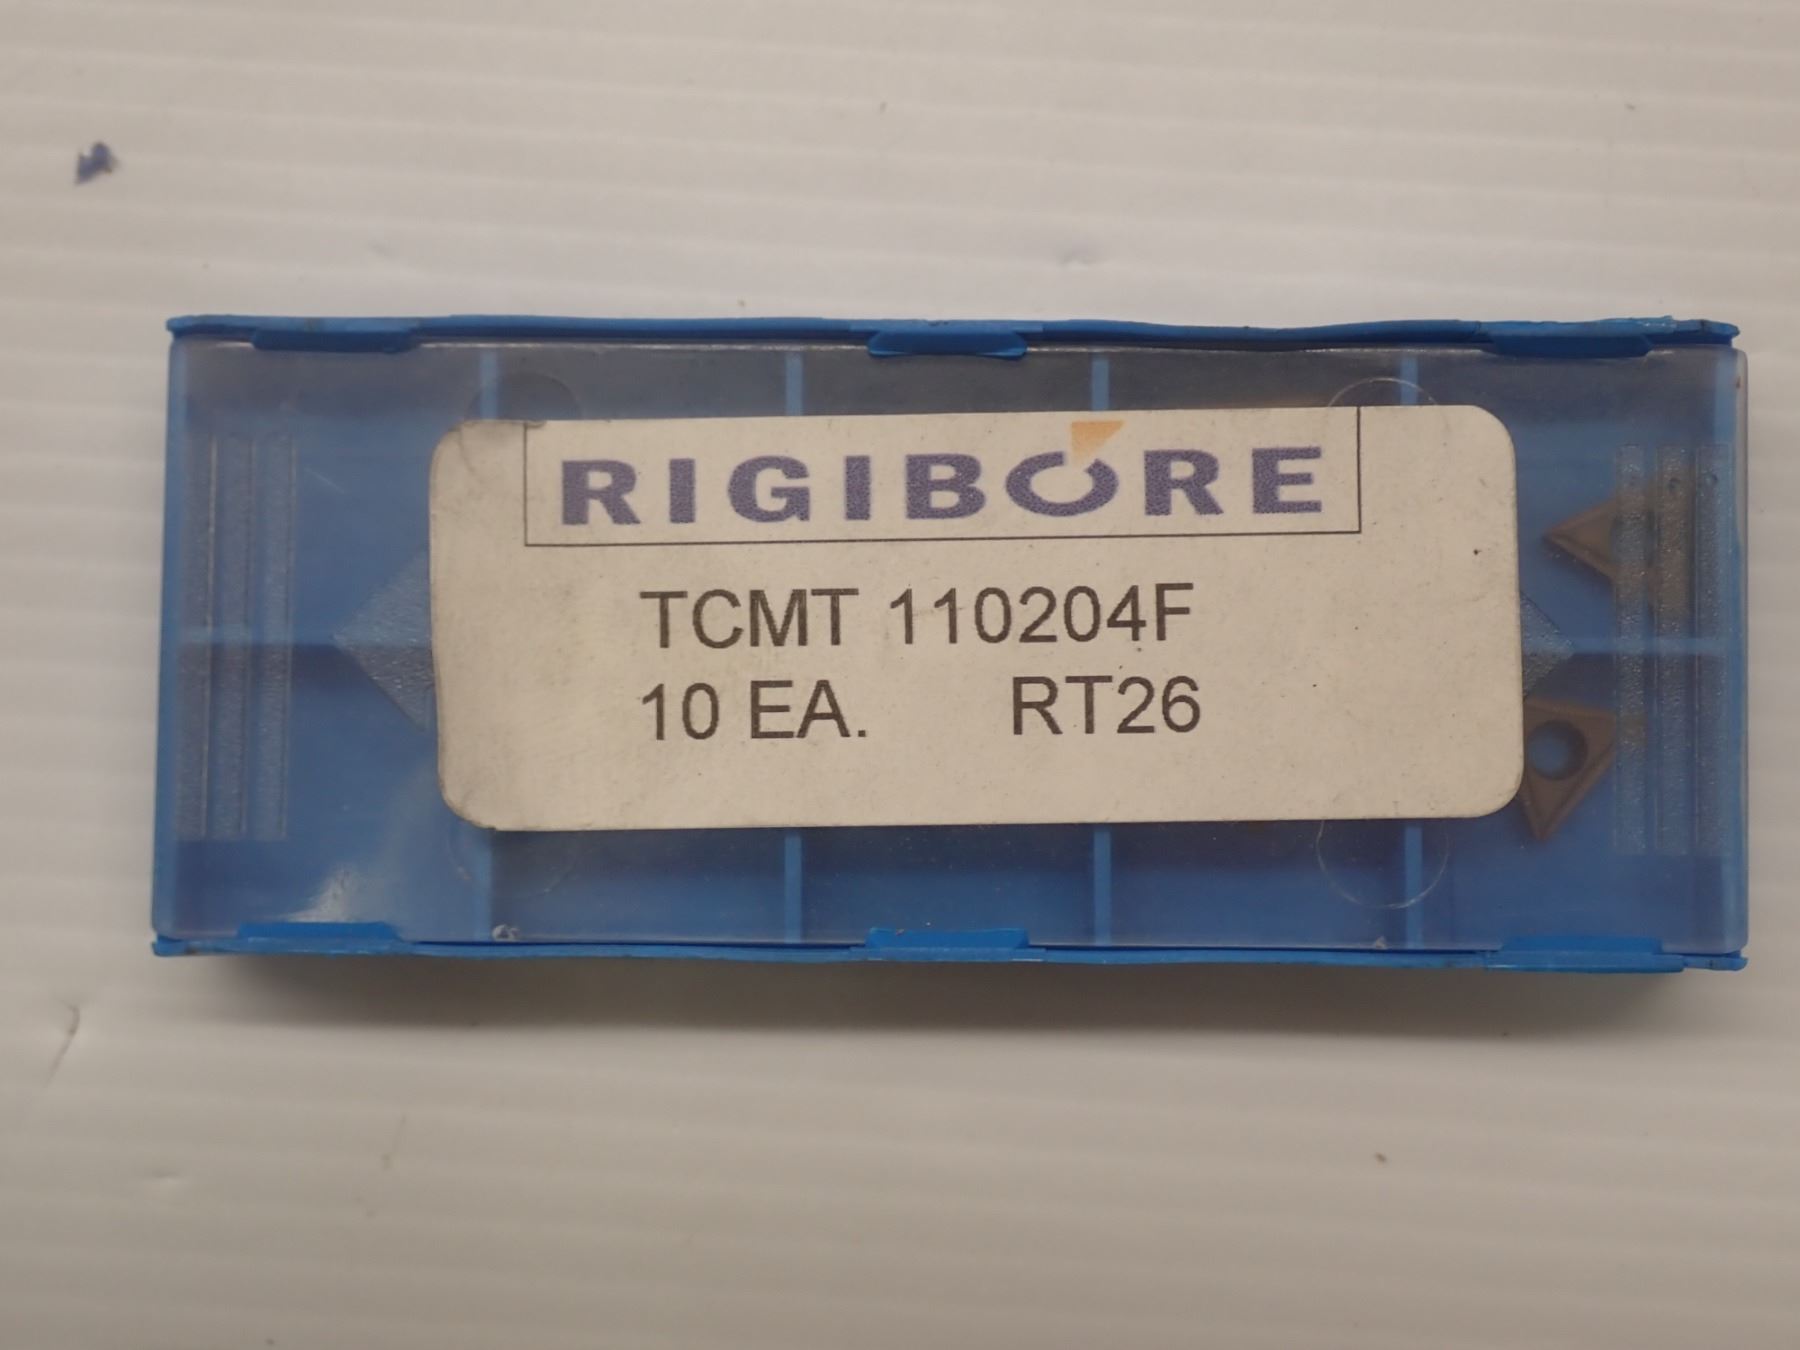 RIGIBORE
TCMT 110204F
10 EA. RT26